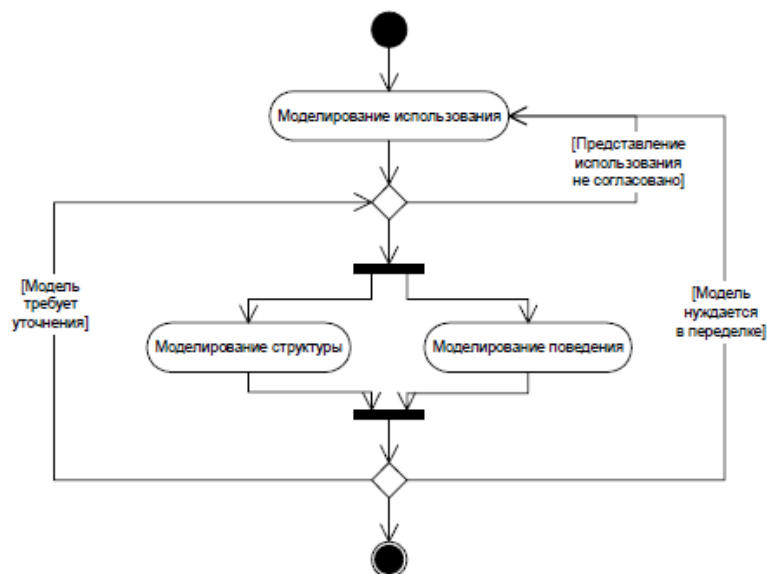 Моделирование использования
[Представление
использования
не согласовано]
[Модель
требует
уточнения]
[Модель
нуждается
в переделке]
Моделирование структуры
Моделирование поведения